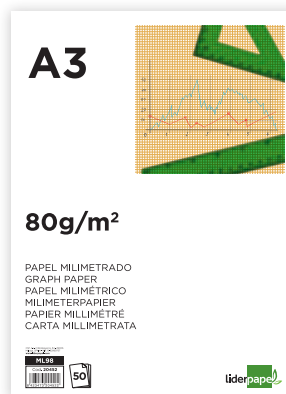 A3
80g/m²
PAPEL MILIMETRADO
GRAPH PAPER
PAPEL MILIMÉTRICO
MILIMETERPAPIER
PAPIER MILLIMÉTRÉ
CARTA MILLIMETRATA
ML98
50
liderpapel